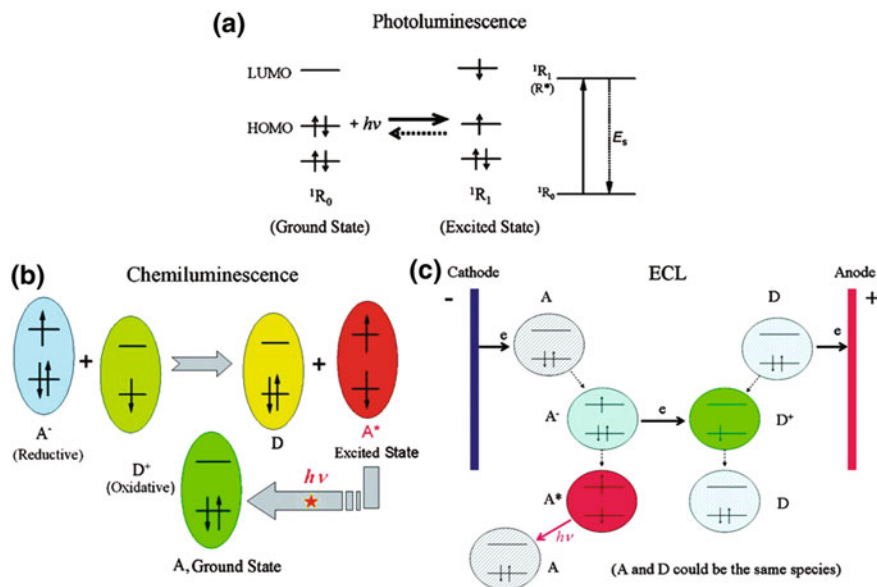 (a) Photoluminescence
LUMO
HOMO
+ hν
¹R₀
(Ground State)
¹R₁
(Excited State)
¹R₁
(R*)
Eₛ
¹R₀
(b) Chemiluminescence
+
+
A⁻
(Reductive)
D⁺
(Oxidative)
D
A*
Excited State
hν
A, Ground State
(c) Cathode ECL Anode
- +
A D
e e
A⁻ e D⁺
A* D
hν
A
(A and D could be the same species)